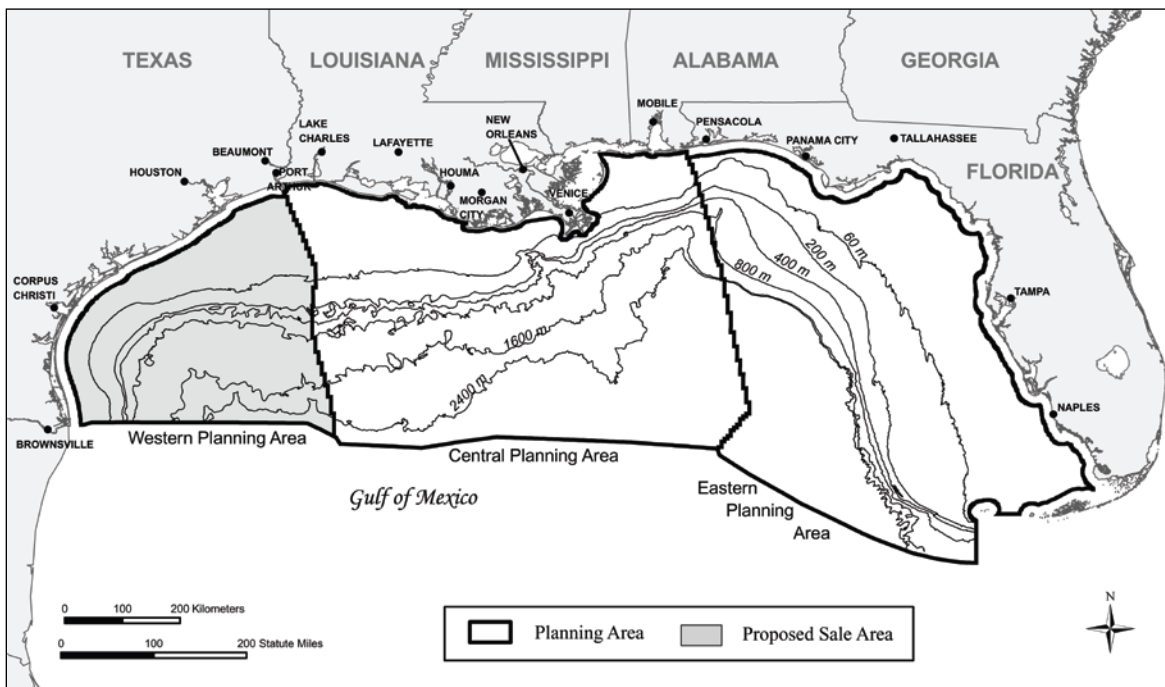 TEXAS
LOUISIANA
MISSISSIPPI
ALABAMA
GEORGIA
MOBILE
PENSACOLA
PANAMA CITY
TALLAHASSEE
FLORIDA
NEW
ORLEANS
LAKE
CHARLES
LAFAYETTE
BEAUMONT
PORT
ARTHUR
HOUSTON
HOUMA
MORGAN
CITY
VENICE
CORPUS
CHRISTI
BROWNSVILLE
TAMPA
NAPLES
60 m
200 m
400 m
800 m
1600 m
2400 m
Western Planning Area
Central Planning Area
Eastern
Planning
Area
Gulf of Mexico
0 100 200 Kilometers
0 100 200 Statute Miles
Planning Area
Proposed Sale Area
N